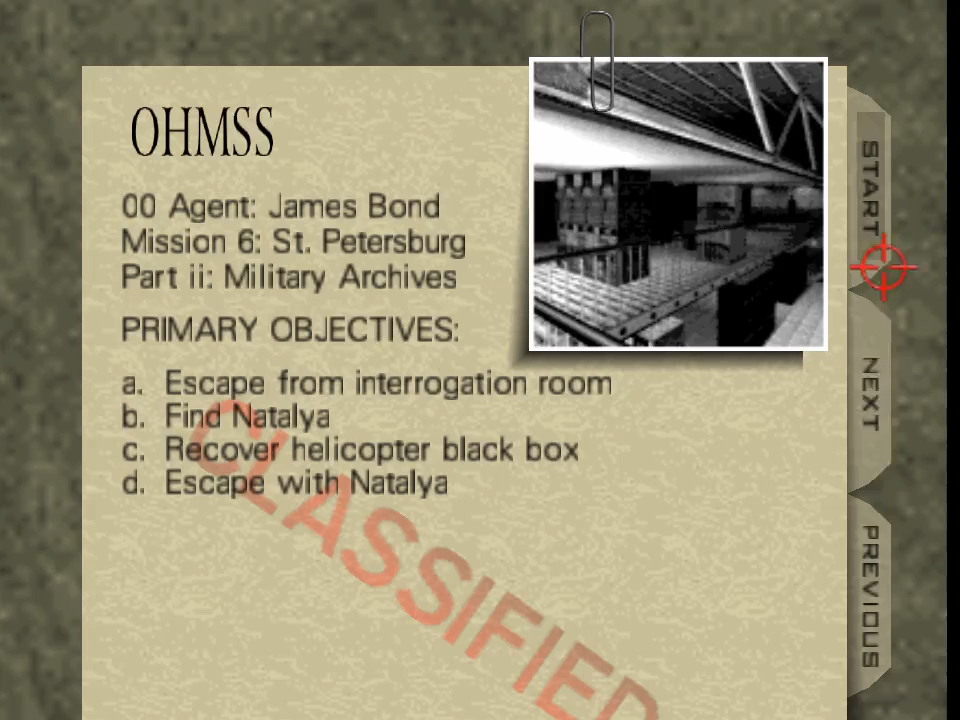 OHMSS
00 Agent: James Bond
Mission 6: St. Petersburg
Part ii: Military Archives
PRIMARY OBJECTIVES:
a. Escape from interrogation room
b. Find Natalya
c. Recover helicopter black box
d. Escape with Natalya
CLASSIFIED
START
NEXT
PREVIOUS